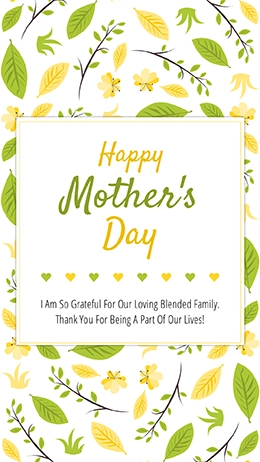 Happy
Mother's
Day
I Am So Grateful For Our Loving Blended Family.
Thank You For Being A Part Of Our Lives!